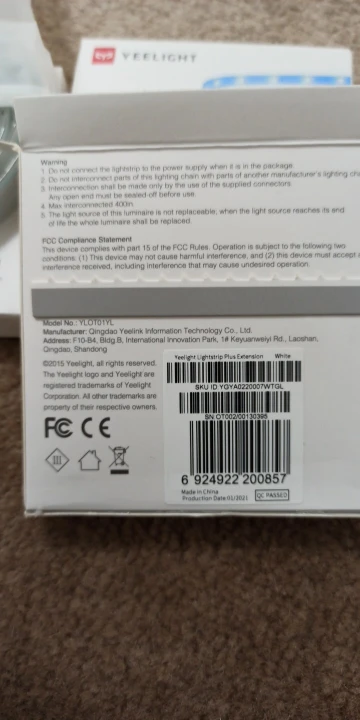 YEELIGHT
Warning
1. Do not connect the lightstrip to the power supply when it is in the package.
2. Do not interconnect parts of this lighting chain with parts of another manufacturer's lighting
3. Interconnection shall be made only by the use of the supplied connectors.
Any open end must be sealed-off before use.
4. Max interconnected 400in.
5. The light source of this luminaire is not replaceable; when the light source reaches its end
of life the whole luminaire shall be replaced.
FCC Compliance Statement
This device complies with part 15 of the FCC Rules. Operation is subject to the following two
conditions: (1) This device may not cause harmful interference, and (2) this device must accept
interference received, including interference that may cause undesired operation.
Model No.: YLOT01YL
Manufacturer: Qingdao Yeelink Information Technology Co., Ltd.
Address: F10-B4, Bldg.B, International Innovation Park, 1# Keyuanweiyi Rd., Laoshan,
Qingdao, Shandong
©2015 Yeelight, all rights reserved.
The Yeelight logo and Yeelight are
registered trademarks of Yeelight
Corporation. All other trademarks are
property of their respective owners.
FC CE
Yeelight Lightstrip Plus Extension White
SKU ID YGYA0220007WTGL
SN OT002/00130395
6 924922 200857
Made in China
Production Date:01/2021 QC PASSED